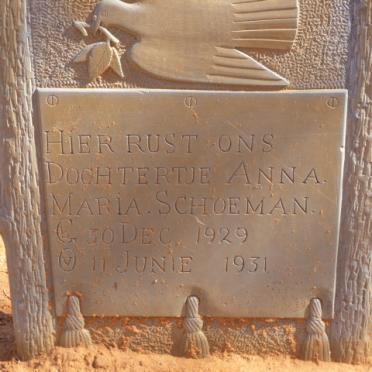 HIER RUST ONS
DOCHTERTJE ANNA.
MARIA. SCHOEMAN.
G 30 DEC 1929
O 11 JUNIE 1931